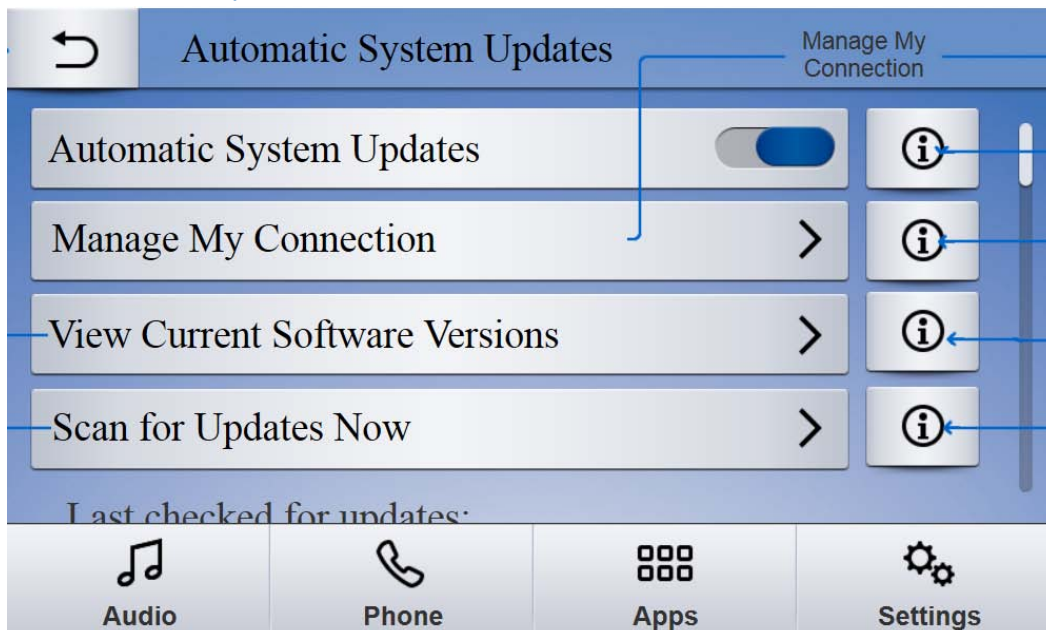 Automatic System Updates
Manage My
Connection
Automatic System Updates
Manage My Connection
View Current Software Versions
Scan for Updates Now
Last checked for updates:
Audio
Phone
Apps
Settings